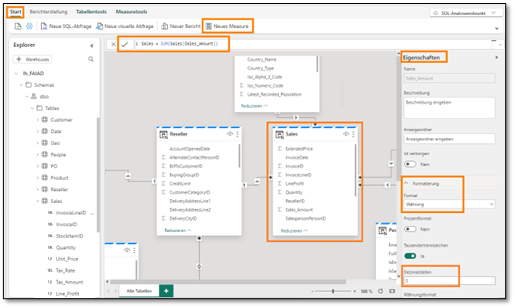 Start
Berichterstellung
Tabellentools
Measuretools
SQL-Analyseendpunkt
Neue SQL-Abfrage
Neue visuelle Abfrage
Neuer Bericht
Neues Measure
Explorer
+ Warehouses
lh_FAIAD
Schemas
dbo
Tables
Customer
Date
Geo
People
PO
Product
Reseller
Sales
InvoiceLineID
InvoiceID
StockItemID
Quantity
Unit_Price
Tax_Rate
Tax_Amount
Line_Profit
1 Sales = SUM(Sales[Sales_Amount])
Country_Name
Country_Type
Iso_Alpha_3_Code
Iso_Numeric_Code
Latest_Recorded_Population
Reduzieren
Reseller
AccountOpenedDate
AlternateContactPersonID
BillToCustomerID
BuyingGroupID
CreditLimit
CustomerCategoryID
DeliveryAddressLine1
DeliveryAddressLine2
DeliveryCityID
Reduzieren
Sales
ExtendedPrice
InvoiceDate
InvoiceID
InvoiceLineID
LineProfit
Quantity
ResellerID
Sales_Amount
SalespersonPersonID
Reduzieren
Alle Tabellen
Eigenschaften
Name
Sales_Amount
Beschreibung
Beschreibung eingeben
Anzeigeordner
Anzeigeordner eingeben
Ist verborgen
Nein
Formatierung
Format
Währung
Prozentformat
Nein
Tausendertrennzeichen
Ja
Dezimalstellen
Währungsformat